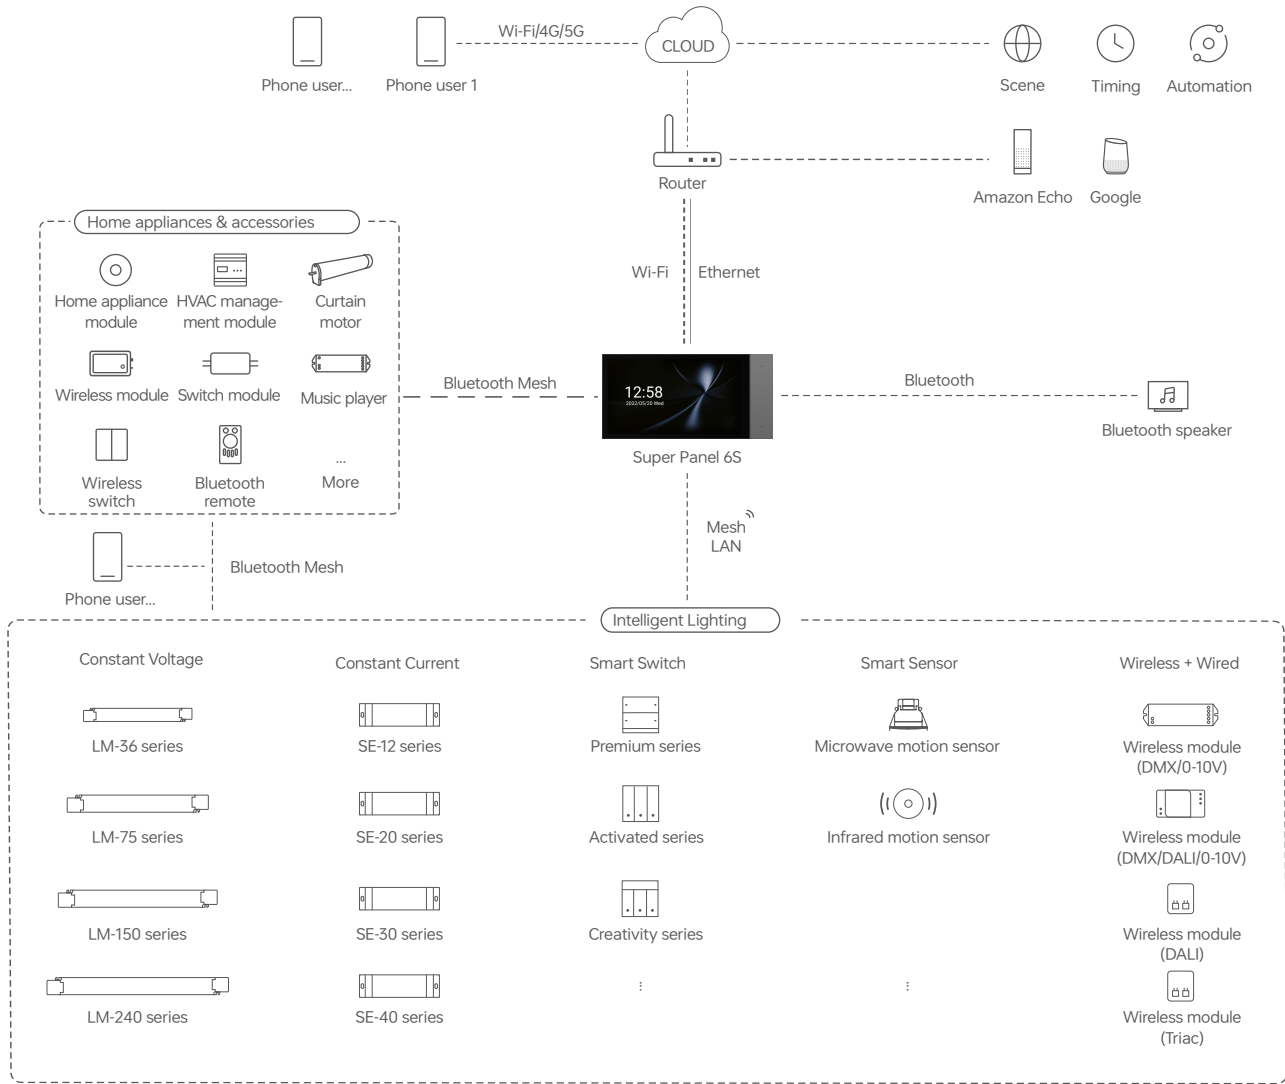 Wi-Fi/4G/5G
CLOUD
Phone user...
Phone user 1
Scene
Timing
Automation
Router
Amazon Echo
Google
Home appliances & accessories
Wi-Fi
Ethernet
Home appliance
module
HVAC manage-
ment module
Curtain
motor
Wireless module
Switch module
Music player
Wireless
switch
Bluetooth
remote
...
More
Bluetooth Mesh
12:58
2022/05/20 Wed
Super Panel 6S
Bluetooth
Bluetooth speaker
Mesh
LAN
Phone user...
Bluetooth Mesh
Intelligent Lighting
Constant Voltage
LM-36 series
LM-75 series
LM-150 series
LM-240 series
Constant Current
SE-12 series
SE-20 series
SE-30 series
SE-40 series
Smart Switch
Premium series
Activated series
Creativity series
⋮
Smart Sensor
Microwave motion sensor
Infrared motion sensor
⋮
Wireless + Wired
Wireless module
(DMX/0-10V)
Wireless module
(DMX/DALI/0-10V)
Wireless module
(DALI)
Wireless module
(Triac)